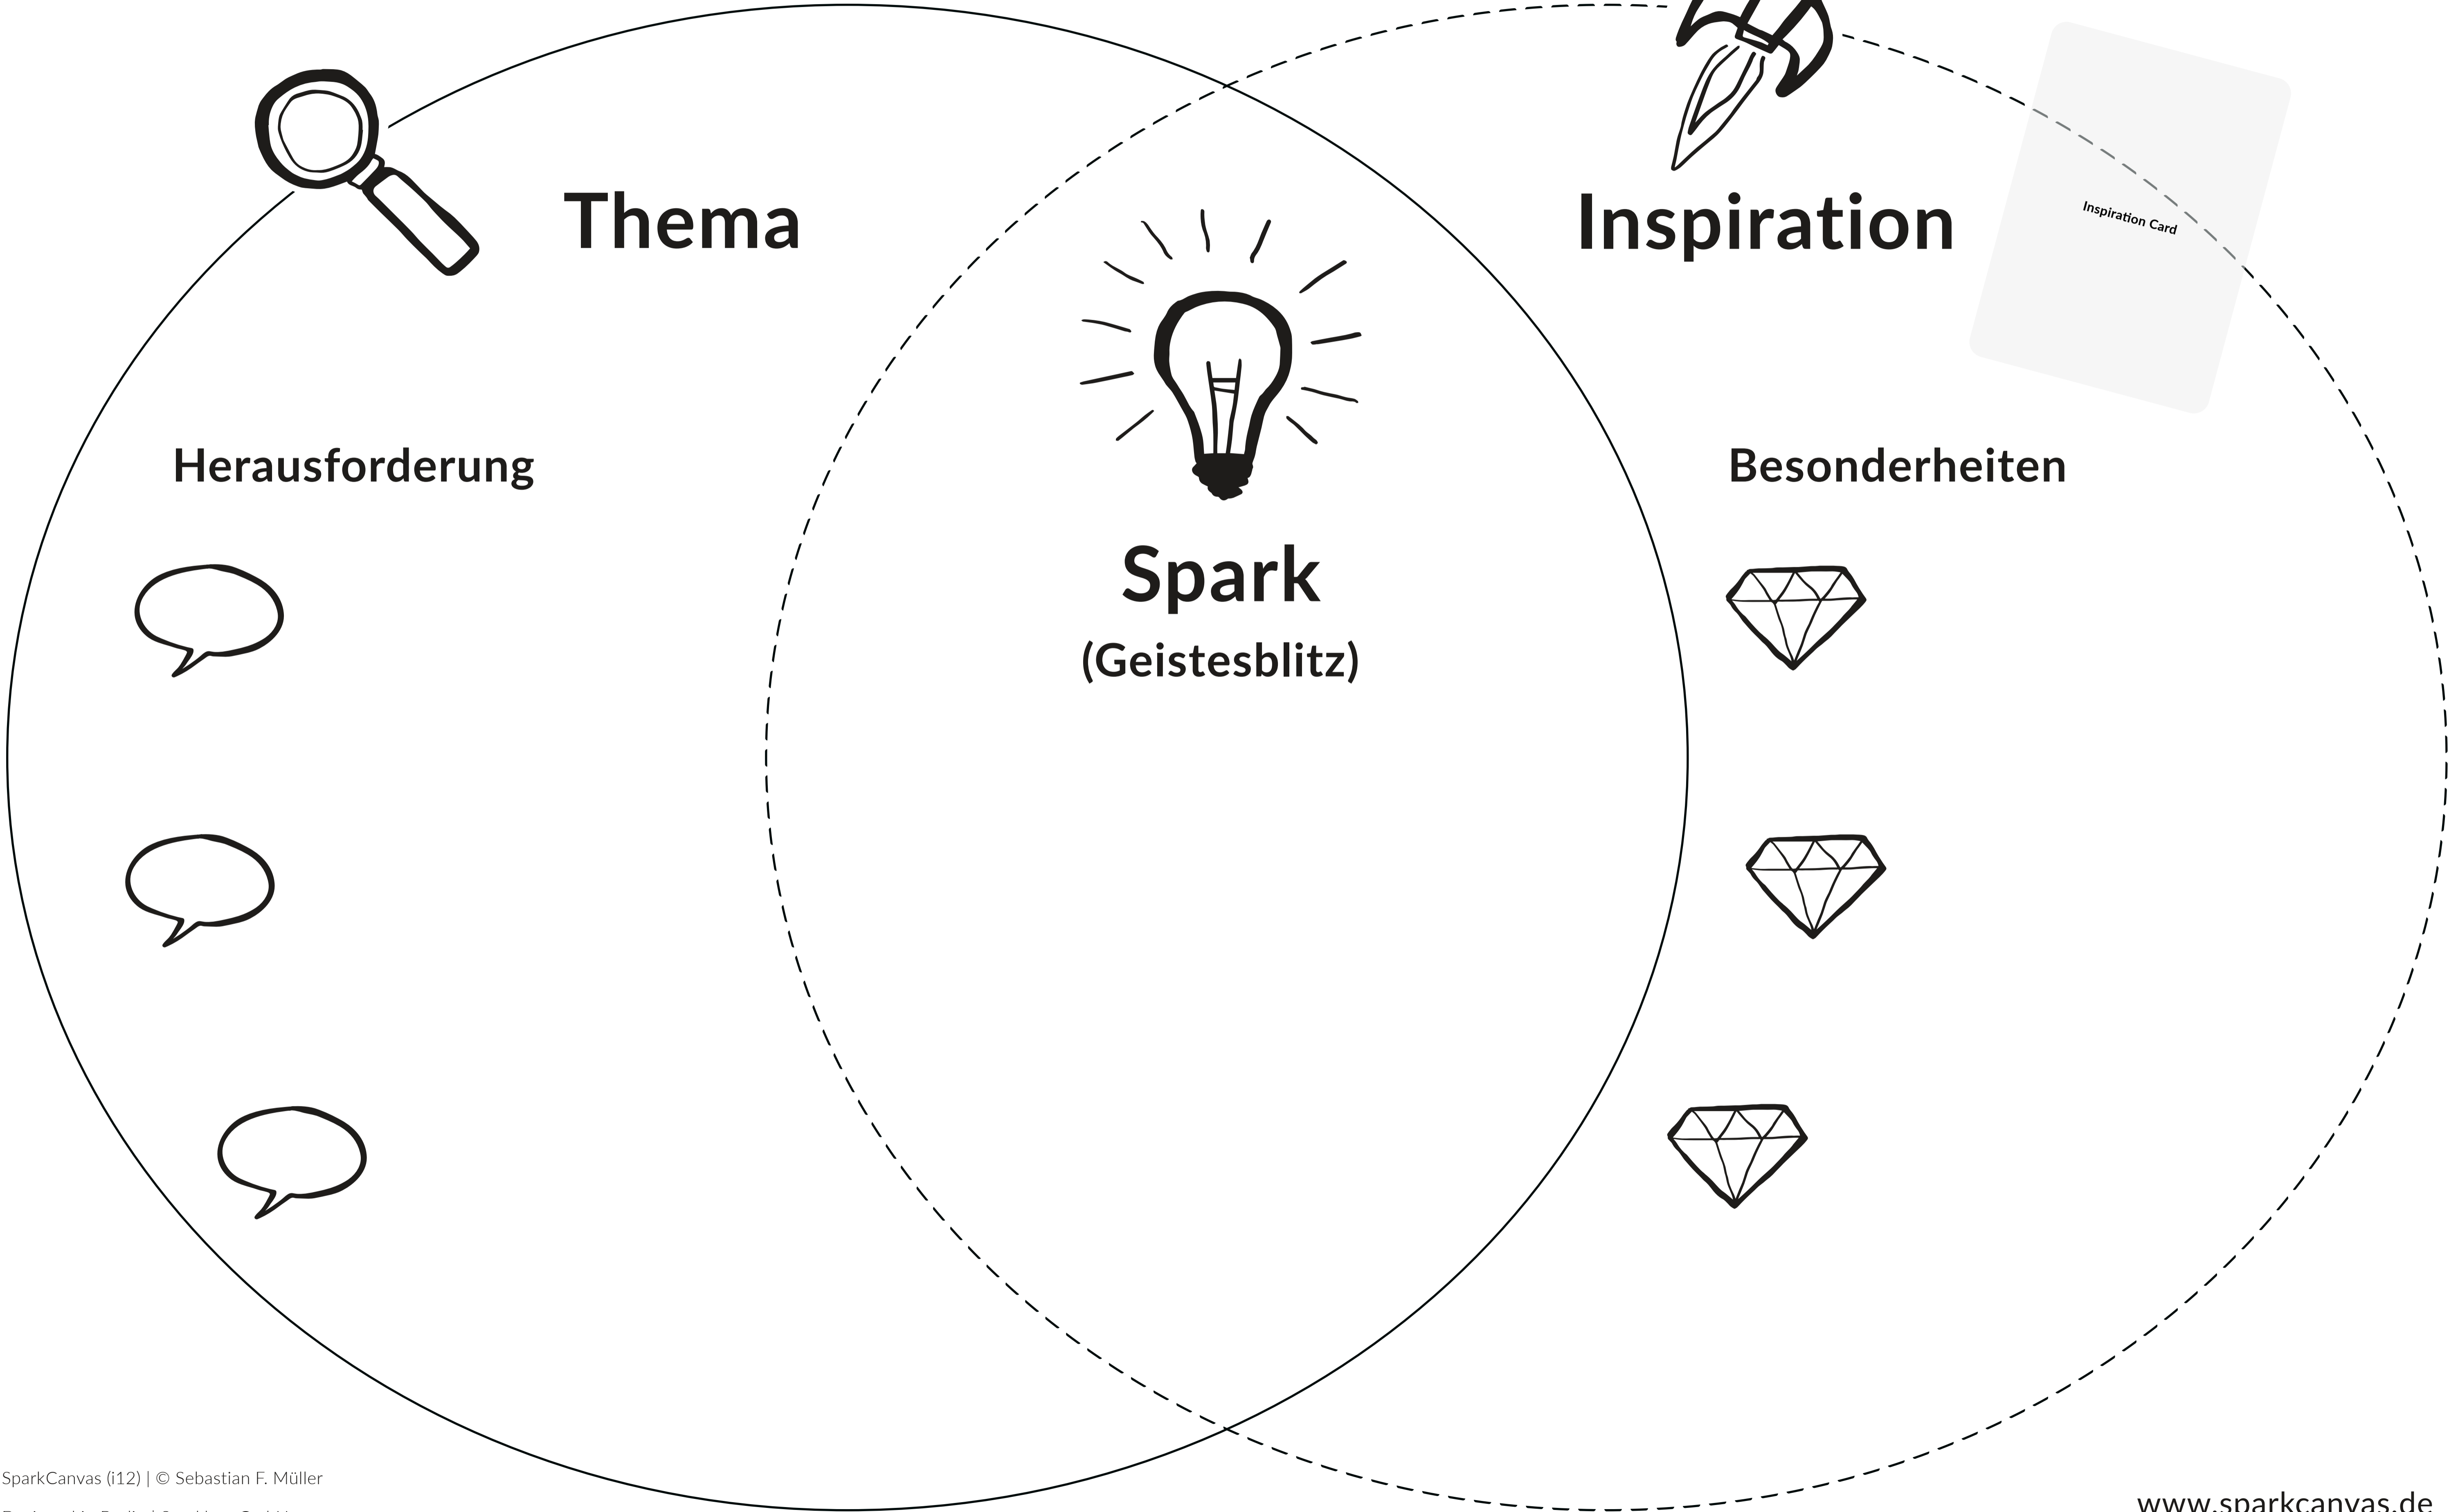 Thema
Inspiration
Inspiration Card
Herausforderung
Besonderheiten
Spark
(Geistesblitz)
SparkCanvas (i12) | © Sebastian F. Müller
www.sparkcanvas.de